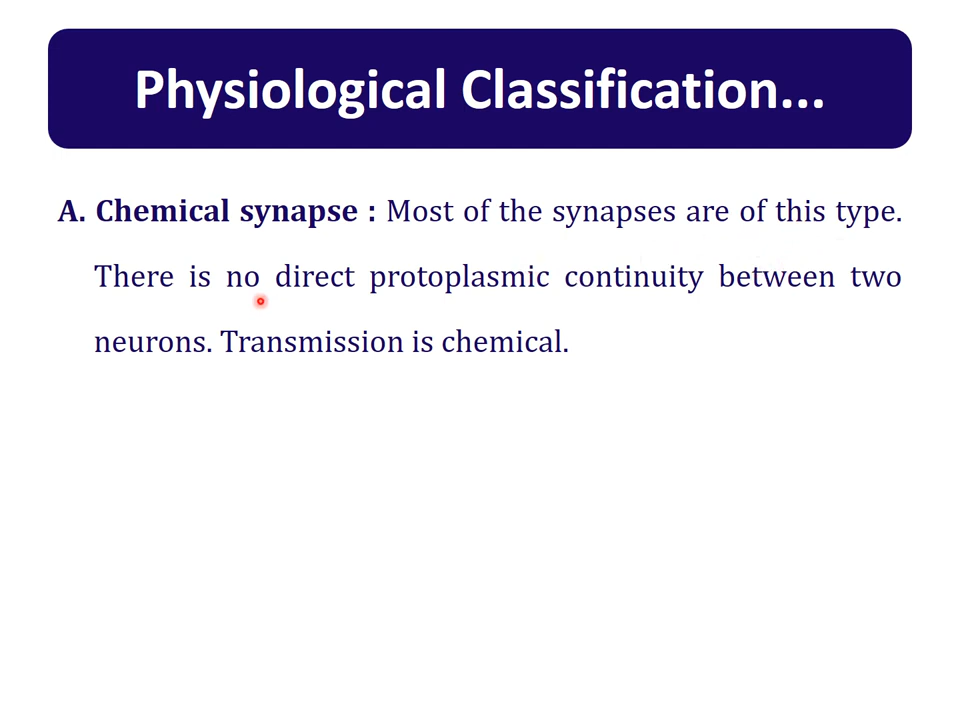 Physiological Classification...
A. Chemical synapse : Most of the synapses are of this type.
There is no direct protoplasmic continuity between two
neurons. Transmission is chemical.